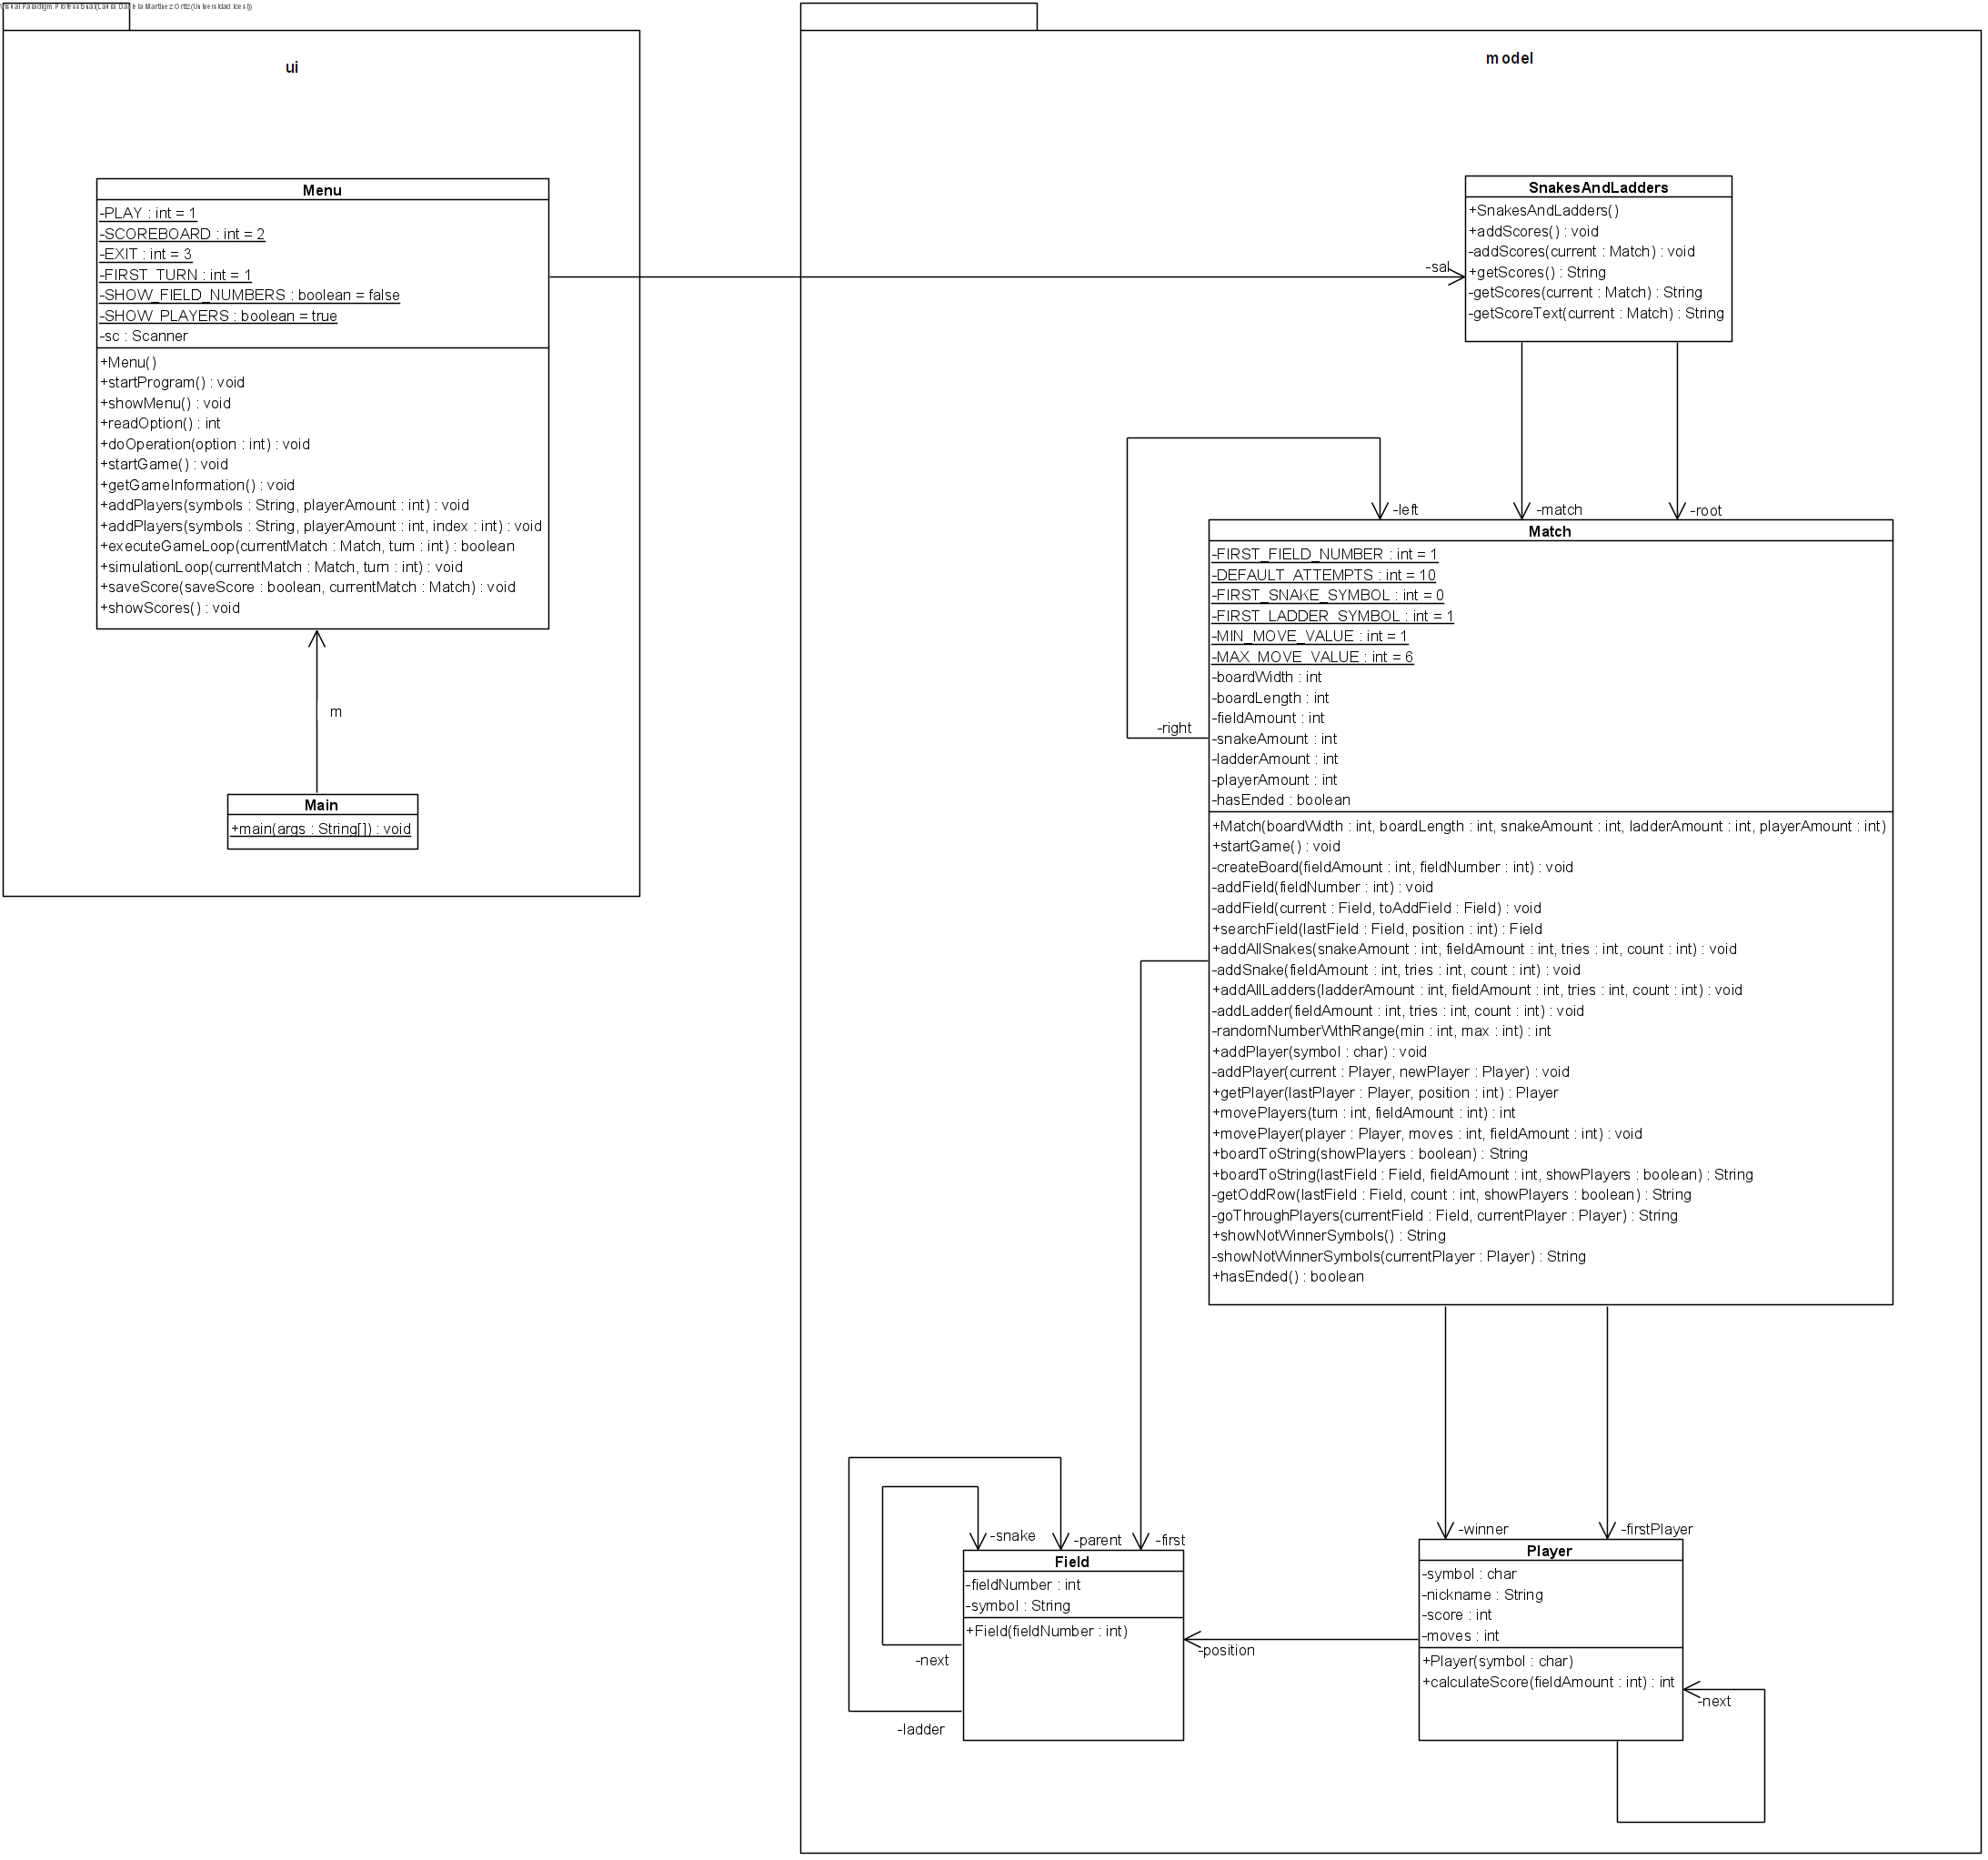 Visual Paradigm Professional(Laura Daniela Martinez Ortiz(Universidad Icesi))
ui
Menu
-PLAY : int = 1
-SCOREBOARD : int = 2
-EXIT : int = 3
-FIRST_TURN : int = 1
-SHOW_FIELD_NUMBERS : boolean = false
-SHOW_PLAYERS : boolean = true
-sc : Scanner
+Menu()
+startProgram() : void
+showMenu() : void
+readOption() : int
+doOperation(option : int) : void
+startGame() : void
+getGameInformation() : void
+addPlayers(symbols : String, playerAmount : int) : void
+addPlayers(symbols : String, playerAmount : int, index : int) : void
+executeGameLoop(currentMatch : Match, turn : int) : boolean
+simulationLoop(currentMatch : Match, turn : int) : void
+saveScore(saveScore : boolean, currentMatch : Match) : void
+showScores() : void
m
Main
+main(args : String[]) : void
model
-sal
SnakesAndLadders
+SnakesAndLadders()
+addScores() : void
-addScores(current : Match) : void
+getScores() : String
-getScores(current : Match) : String
-getScoreText(current : Match) : String
-left
-match
-root
-right
Match
-FIRST_FIELD_NUMBER : int = 1
-DEFAULT_ATTEMPTS : int = 10
-FIRST_SNAKE_SYMBOL : int = 0
-FIRST_LADDER_SYMBOL : int = 1
-MIN_MOVE_VALUE : int = 1
-MAX_MOVE_VALUE : int = 6
-boardWidth : int
-boardLength : int
-fieldAmount : int
-snakeAmount : int
-ladderAmount : int
-playerAmount : int
-hasEnded : boolean
+Match(boardWidth : int, boardLength : int, snakeAmount : int, ladderAmount : int, playerAmount : int)
+startGame() : void
-createBoard(fieldAmount : int, fieldNumber : int) : void
-addField(fieldNumber : int) : void
-addField(current : Field, toAddField : Field) : void
+searchField(lastField : Field, position : int) : Field
+addAllSnakes(snakeAmount : int, fieldAmount : int, tries : int, count : int) : void
-addSnake(fieldAmount : int, tries : int, count : int) : void
+addAllLadders(ladderAmount : int, fieldAmount : int, tries : int, count : int) : void
-addLadder(fieldAmount : int, tries : int, count : int) : void
-randomNumberWithRange(min : int, max : int) : int
+addPlayer(symbol : char) : void
-addPlayer(current : Player, newPlayer : Player) : void
+getPlayer(lastPlayer : Player, position : int) : Player
+movePlayers(turn : int, fieldAmount : int) : int
+movePlayer(player : Player, moves : int, fieldAmount : int) : void
+boardToString(showPlayers : boolean) : String
+boardToString(lastField : Field, fieldAmount : int, showPlayers : boolean) : String
-getOddRow(lastField : Field, count : int, showPlayers : boolean) : String
-goThroughPlayers(currentField : Field, currentPlayer : Player) : String
+showNotWinnerSymbols() : String
-showNotWinnerSymbols(currentPlayer : Player) : String
+hasEnded() : boolean
-snake
-parent
-first
-winner
-firstPlayer
Field
-fieldNumber : int
-symbol : String
+Field(fieldNumber : int)
-next
-ladder
-position
Player
-symbol : char
-nickname : String
-score : int
-moves : int
+Player(symbol : char)
+calculateScore(fieldAmount : int) : int
-next